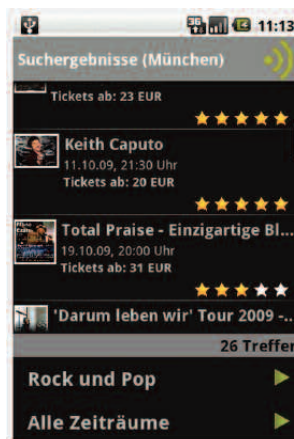 3G 11:13
Suchergebnisse (München)
Tickets ab: 23 EUR
Keith Caputo
11.10.09, 21:30 Uhr
Tickets ab: 20 EUR
Total Praise - Einzigartige Bl...
19.10.09, 20:00 Uhr
Tickets ab: 31 EUR
'Darum leben wir' Tour 2009 -..
26 Treffer
Rock und Pop
Alle Zeiträume